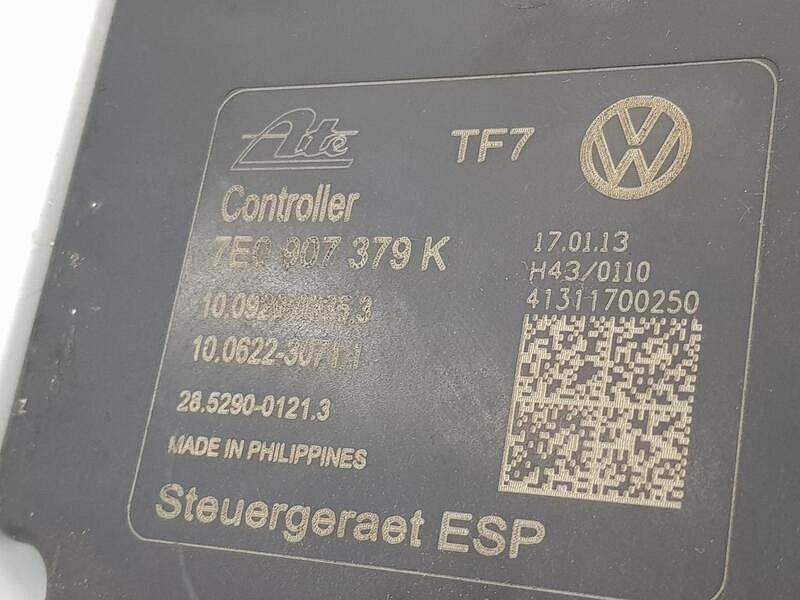 Ate
TF7
Controller
7E0 907 379 K
17.01.13
H43/0110
41311700250
28.5290-0121.3
MADE IN PHILIPPINES
Steuergeraet ESP